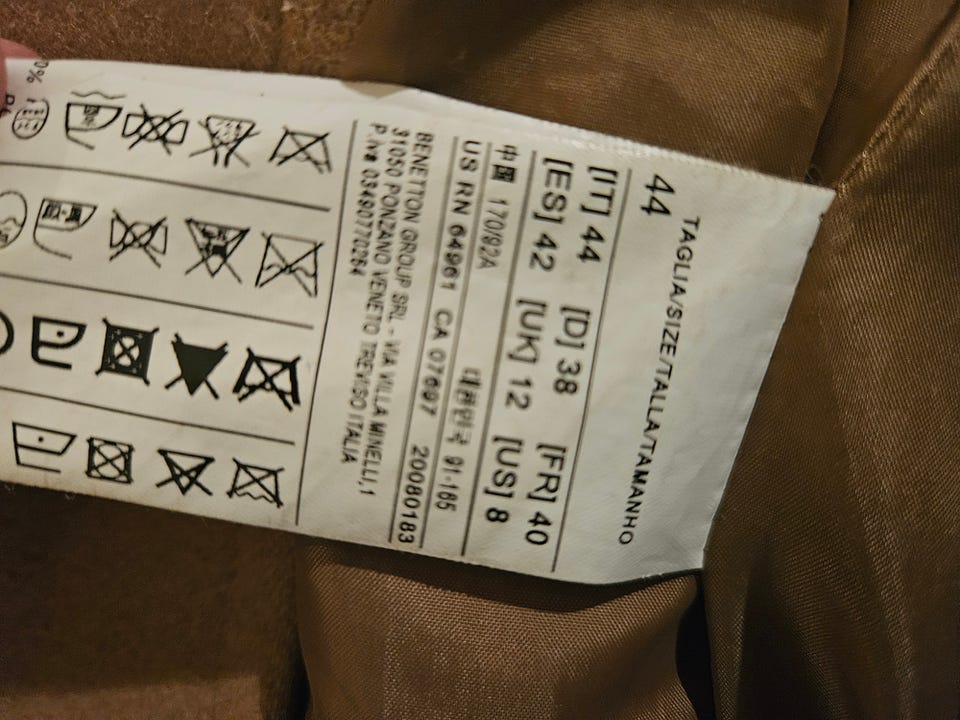 TAGLIA/SIZE/TALLA/TAMANHO
44
[IT] 44 [D] 38 [FR] 40
[ES] 42 [UK] 12 [US] 8
中国 170/92A 대한민국 91-165
US RN 64961 CA 07697 20080183
BENETTON GROUP SRL - VIA VILLA MINELLI, 1
31050 PONZANO VENETO TREVISO ITALIA
P.iva 03490770264